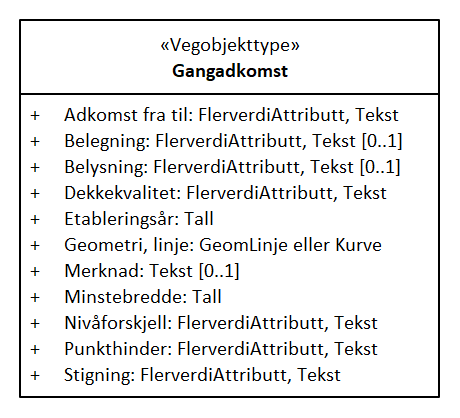 «Vegobjekttype»
Gangadkomst
+ Adkomst fra til: FlerverdiAttributt, Tekst
+ Belegning: FlerverdiAttributt, Tekst [0..1]
+ Belysning: FlerverdiAttributt, Tekst [0..1]
+ Dekkekvalitet: FlerverdiAttributt, Tekst
+ Etableringsår: Tall
+ Geometri, linje: GeomLinje eller Kurve
+ Merknad: Tekst [0..1]
+ Minstebredde: Tall
+ Nivåforskjell: FlerverdiAttributt, Tekst
+ Punkthinder: FlerverdiAttributt, Tekst
+ Stigning: FlerverdiAttributt, Tekst